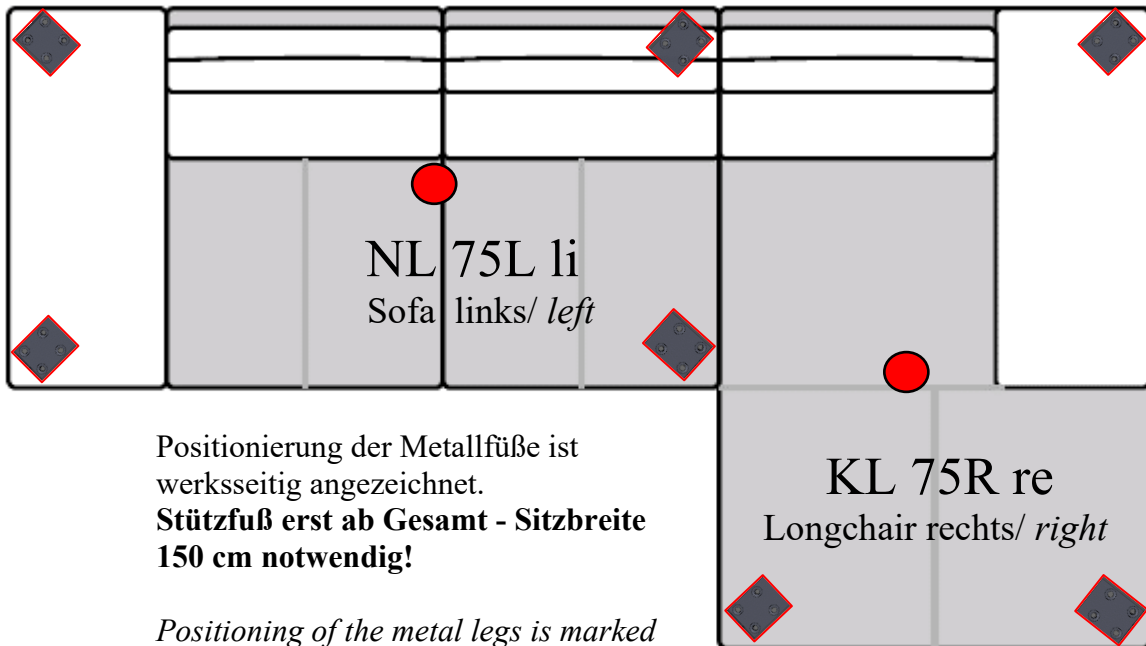 NL 75L li
Sofa links/ left
KL 75R re
Longchair rechts/ right
Positionierung der Metallfüße ist
werksseitig angezeichnet.
Stützfuß erst ab Gesamt - Sitzbreite
150 cm notwendig!
Positioning of the metal legs is marked